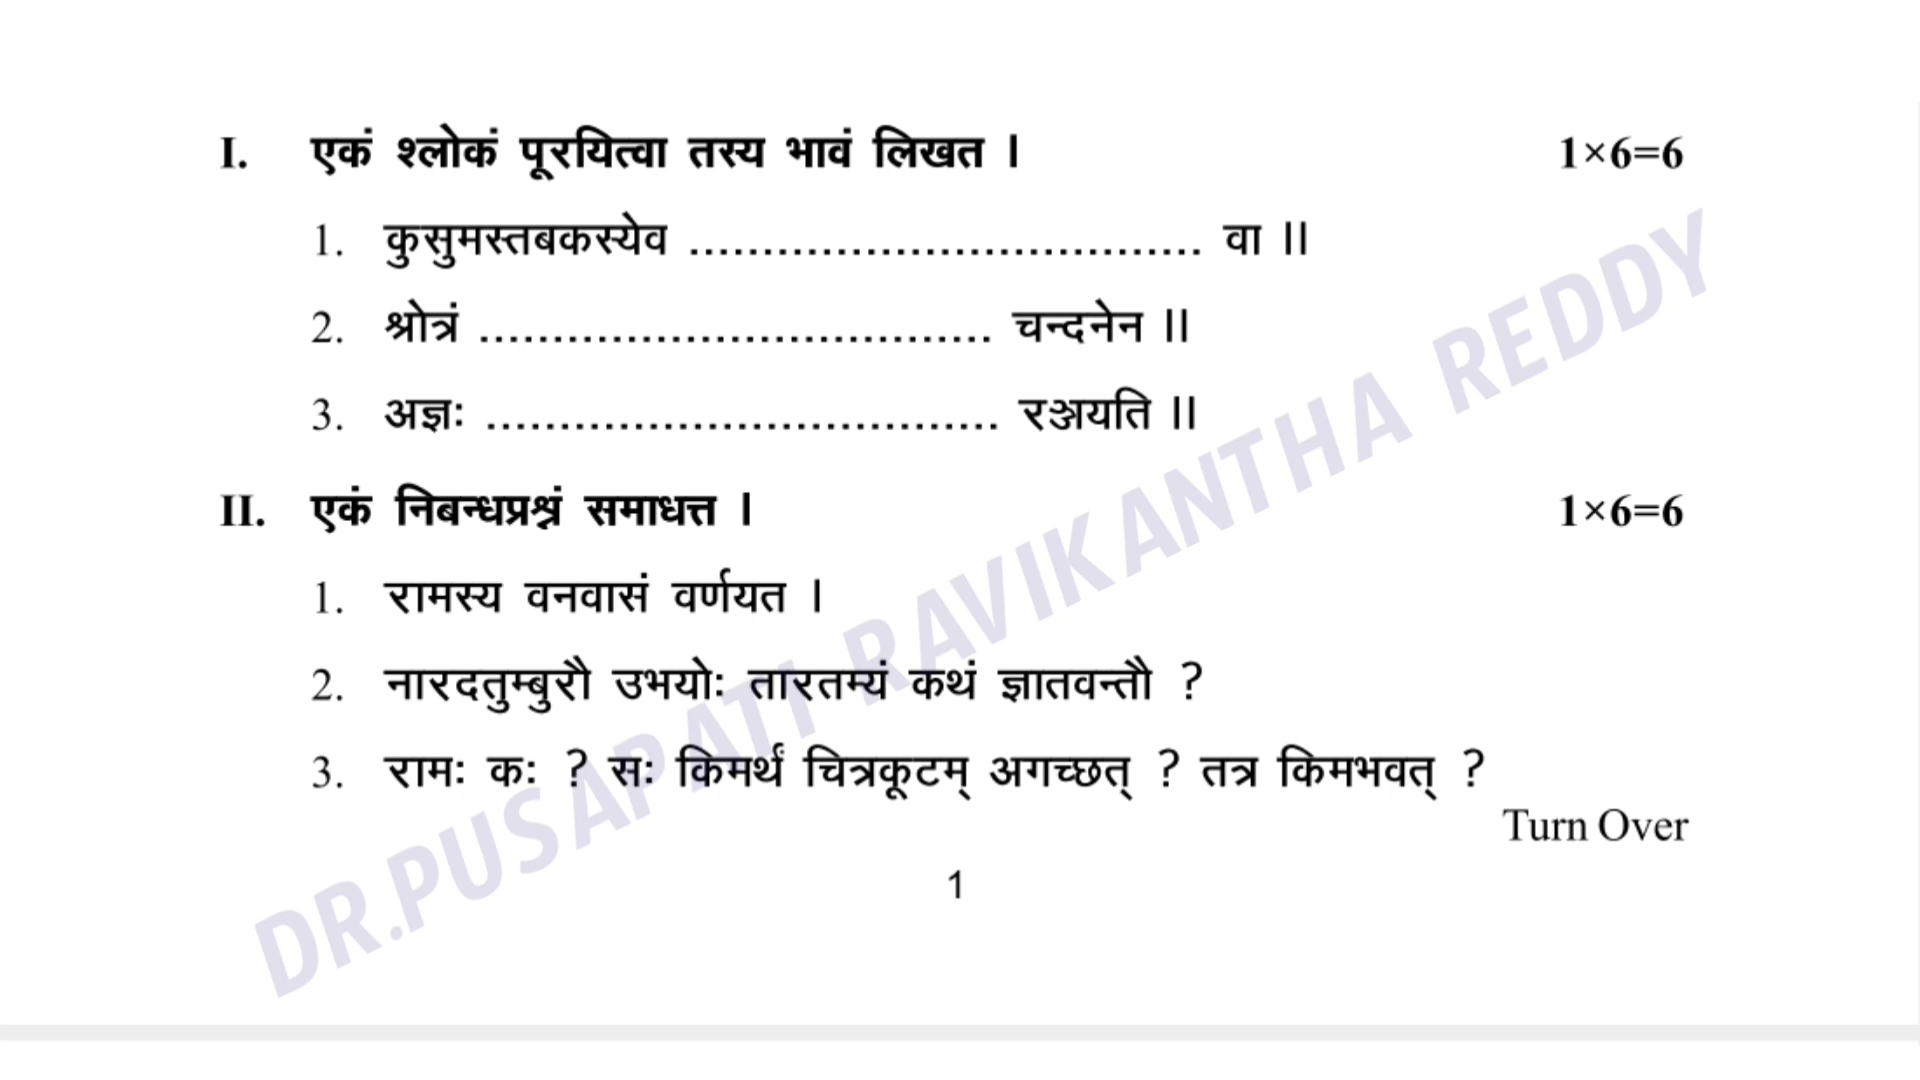 I. एकं श्लोकं पूरयित्वा तस्य भावं लिखत । 1×6=6
1. कुसुमस्तबकस्येव ................................... वा ॥
2. श्रोत्रं ................................... चन्दनेन ॥
3. अज्ञः ................................... रञ्जयति ॥
II. एकं निबन्धप्रश्नं समाधत्त । 1×6=6
1. रामस्य वनवासं वर्णयत ।
2. नारदतुम्बुरौ उभयोः तारतम्यं कथं ज्ञातवन्तौ ?
3. रामः कः ? सः किमर्थं चित्रकूटम् अगच्छत् ? तत्र किमभवत् ?
Turn Over
1
DR.PUSAPATI RAVIKANTHA REDDY